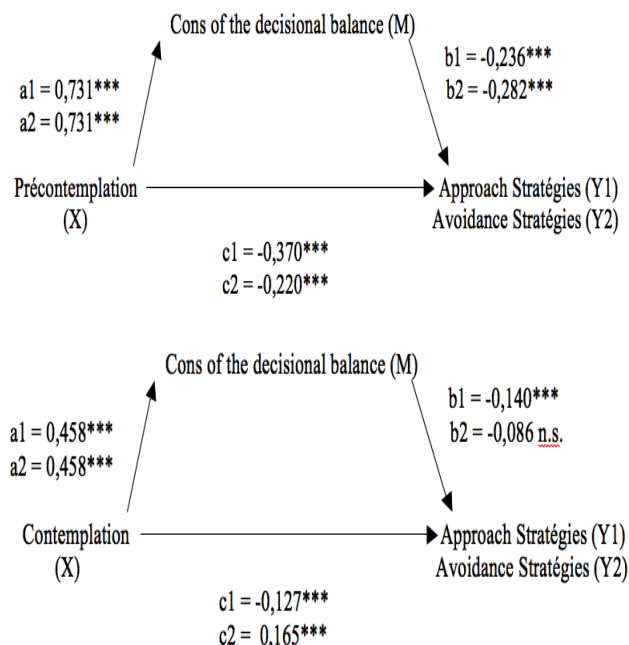 Cons of the decisional balance (M)
a1 = 0,731***
a2 = 0,731***
b1 = -0,236***
b2 = -0,282***
Précontemplation
(X)
Approach Stratégies (Y1)
Avoidance Stratégies (Y2)
c1 = -0,370***
c2 = -0,220***
Cons of the decisional balance (M)
a1 = 0,458***
a2 = 0,458***
b1 = -0,140***
b2 = -0,086 n.s.
Contemplation
(X)
Approach Stratégies (Y1)
Avoidance Stratégies (Y2)
c1 = -0,127***
c2 = 0,165***